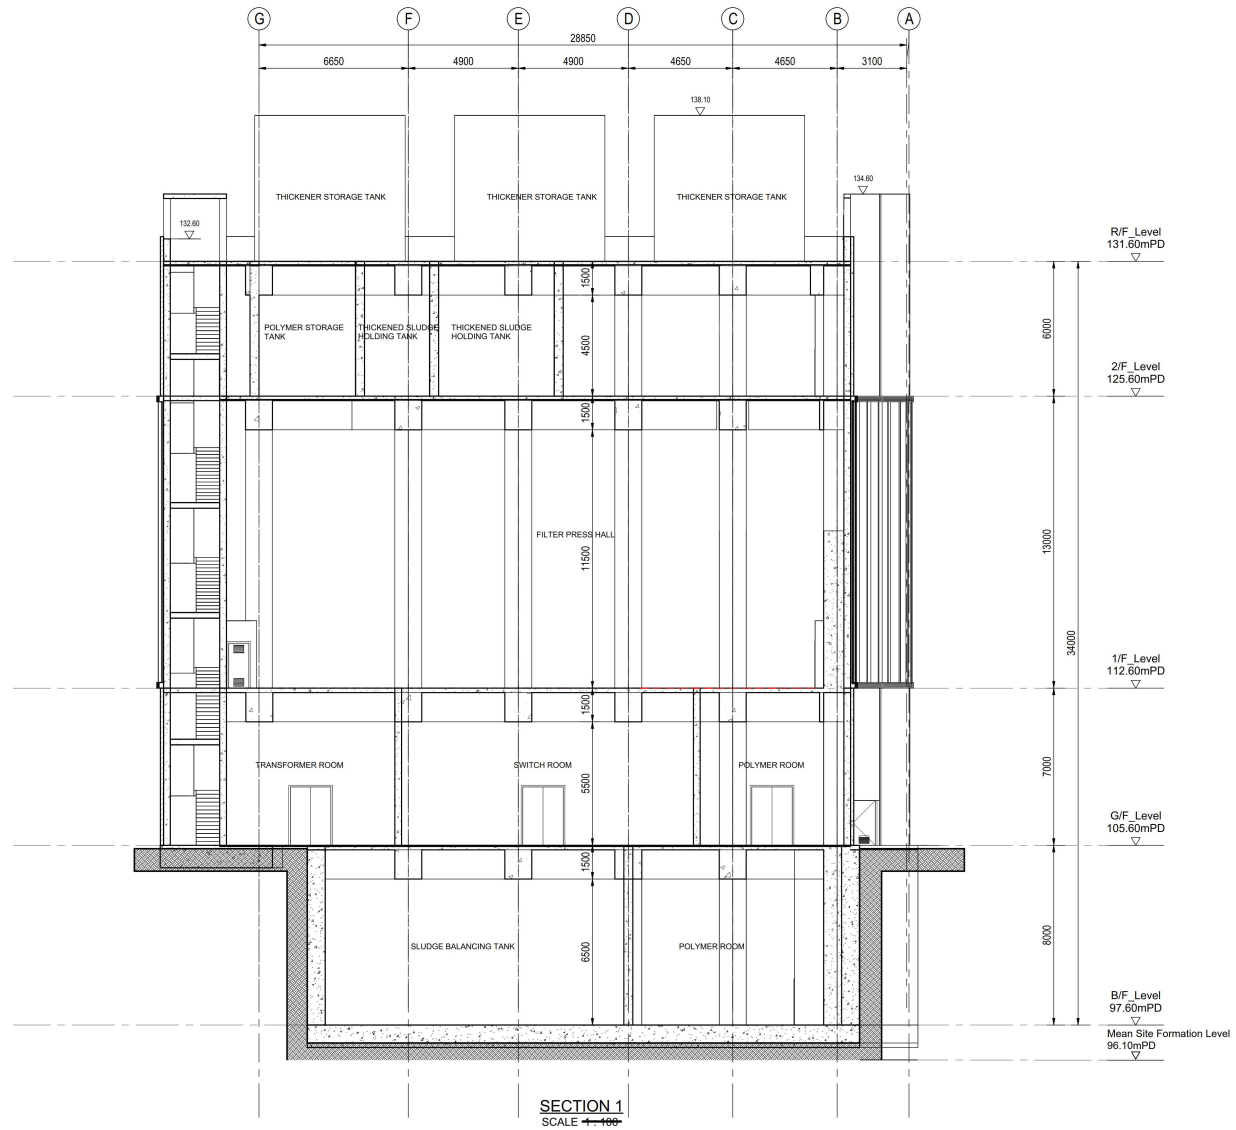 G F E D C B A
28850
6650 4900 4900 4650 4650 3100
138.10
134.60
THICKENER STORAGE TANK THICKENER STORAGE TANK THICKENER STORAGE TANK
132.60
R/F_Level
131.60mPD
1500
POLYMER STORAGE
TANK
THICKENED SLUDGE
HOLDING TANK
THICKENED SLUDGE
HOLDING TANK
4500
6000
2/F_Level
125.60mPD
1500
FILTER PRESS HALL
11500
13000
34000
1/F_Level
112.60mPD
1500
TRANSFORMER ROOM SWITCH ROOM POLYMER ROOM
5500
7000
G/F_Level
105.60mPD
1500
SLUDGE BALANCING TANK POLYMER ROOM
6500
8000
B/F_Level
97.60mPD
Mean Site Formation Level
96.10mPD
SECTION 1
SCALE 1 : 100